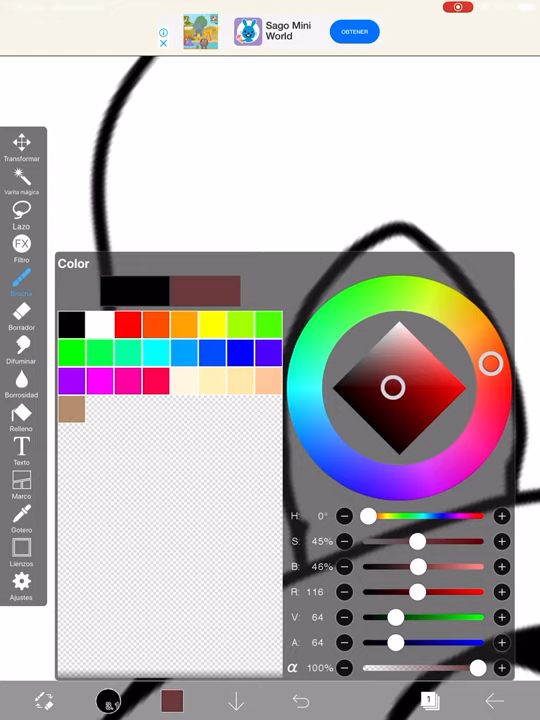 Sago Mini
World
OBTENER
Transformar
Varita mágica
Lazo
FX
Filtro
Brocha
Borrador
Difuminar
Borrosidad
Relleno
T
Texto
Marco
Gotero
Lienzos
Ajustes
Color
H: 0°
S: 45%
B: 46%
R: 116
V: 64
A: 64
α 100%
1